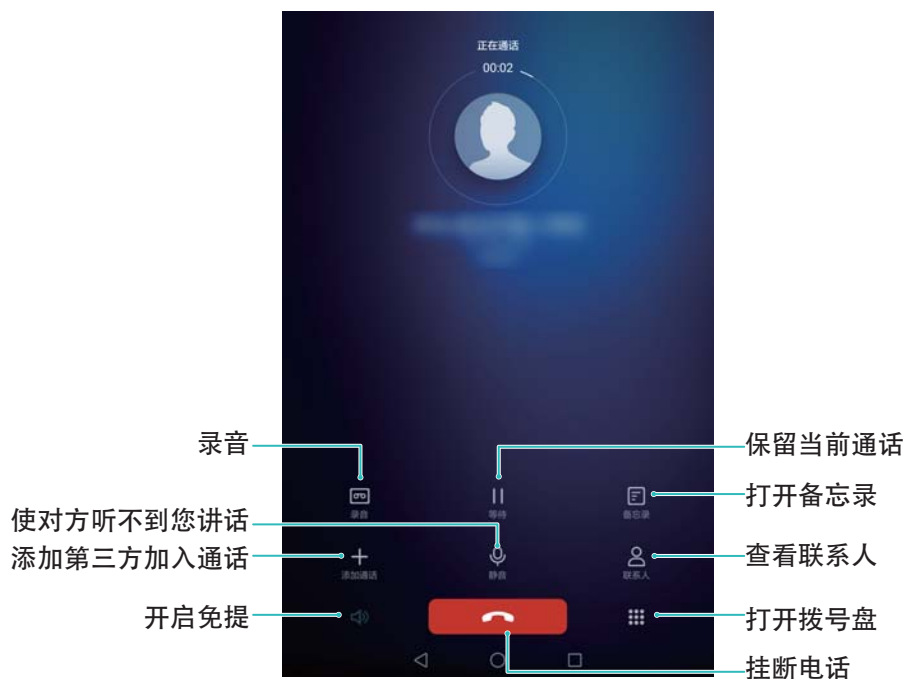 正在通话
00:02
录音
保留当前通话
打开备忘录
录音
等待
备忘录
使对方听不到您讲话
添加第三方加入通话
查看联系人
添加通话
静音
联系人
开启免提
打开拨号盘
挂断电话